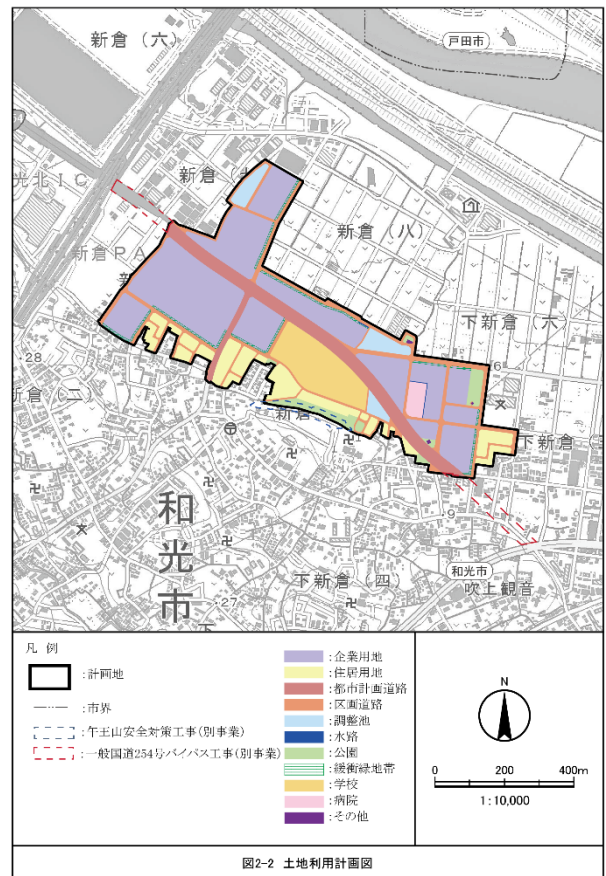 新倉（六）
戸田市
54
光北ＩＣ
新倉（七
新倉ＰＡ
新倉（八）
下新倉（六
28
新倉（二）
6
新倉
下新倉（五
和光市
9
和光市
吹上観音
下新倉（四）
27
下
凡 例
:計画地
:市界
:午王山安全対策工事(別事業)
:一般国道254号バイパス工事(別事業)
:企業用地
:住居用地
:都市計画道路
:区画道路
:調整池
:水路
:公園
:緩衝緑地帯
:学校
:病院
:その他
N
0 200 400m
1:10,000
図2-2 土地利用計画図